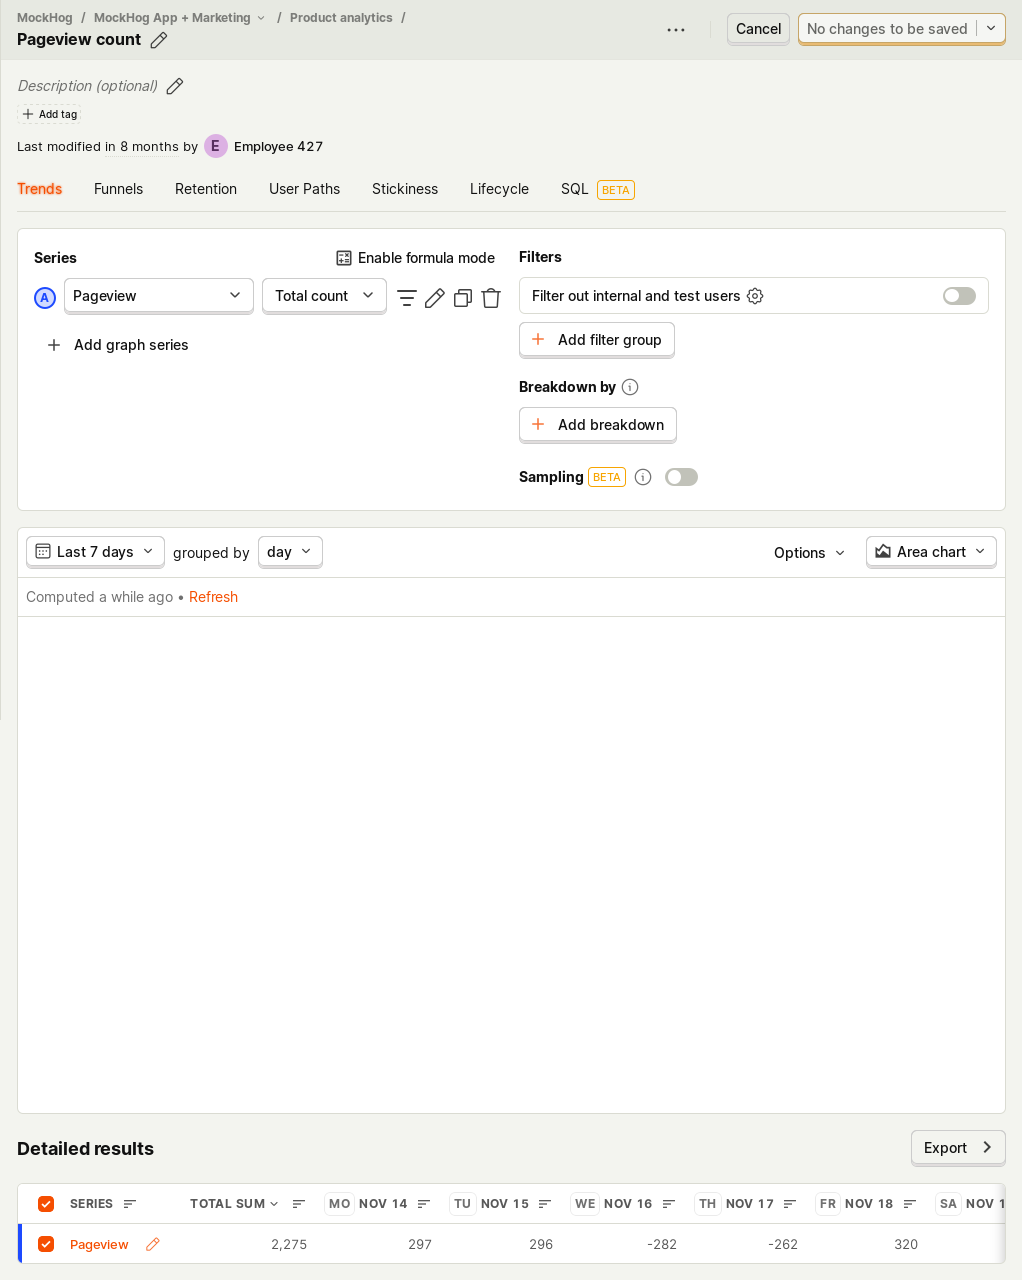 MockHog / MockHog App + Marketing / Product analytics /
Pageview count
Cancel
No changes to be saved
Description (optional)
Add tag
Last modified in 8 months by E Employee 427
Trends Funnels Retention User Paths Stickiness Lifecycle SQL BETA
Series
Enable formula mode
A Pageview Total count
Add graph series
Filters
Filter out internal and test users
Add filter group
Breakdown by
Add breakdown
Sampling BETA
Last 7 days grouped by day Options Area chart
Computed a while ago • Refresh
Detailed results
Export
SERIES TOTAL SUM MO NOV 14 TU NOV 15 WE NOV 16 TH NOV 17 FR NOV 18 SA NOV 1
Pageview 2,275 297 296 -282 -262 320